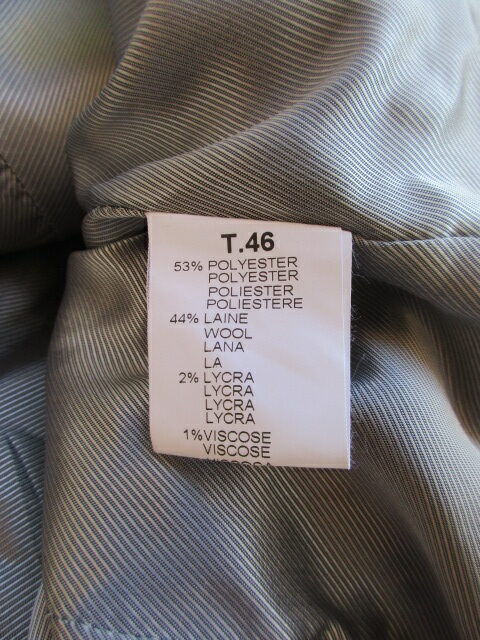 T.46
53% POLYESTER
POLYESTER
POLIESTER
POLIESTERE
44% LAINE
WOOL
LANA
LA
2% LYCRA
LYCRA
LYCRA
LYCRA
1% VISCOSE
VISCOSE